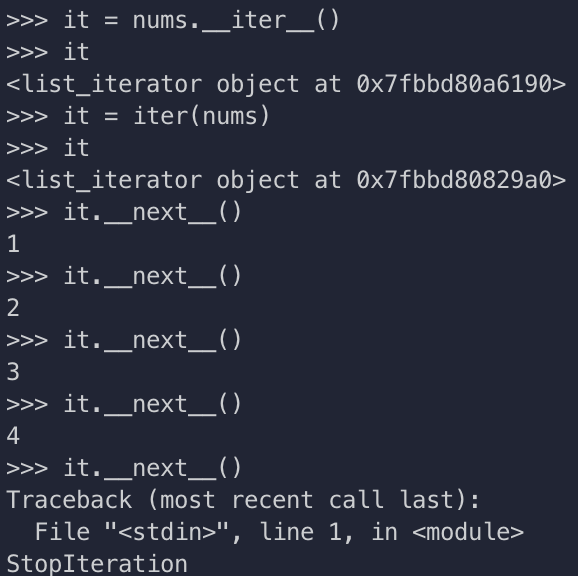 >>> it = nums.__iter__()
>>> it
<list_iterator object at 0x7fbbd80a6190>
>>> it = iter(nums)
>>> it
<list_iterator object at 0x7fbbd80829a0>
>>> it.__next__()
1
>>> it.__next__()
2
>>> it.__next__()
3
>>> it.__next__()
4
>>> it.__next__()
Traceback (most recent call last):
  File "<stdin>", line 1, in <module>
StopIteration